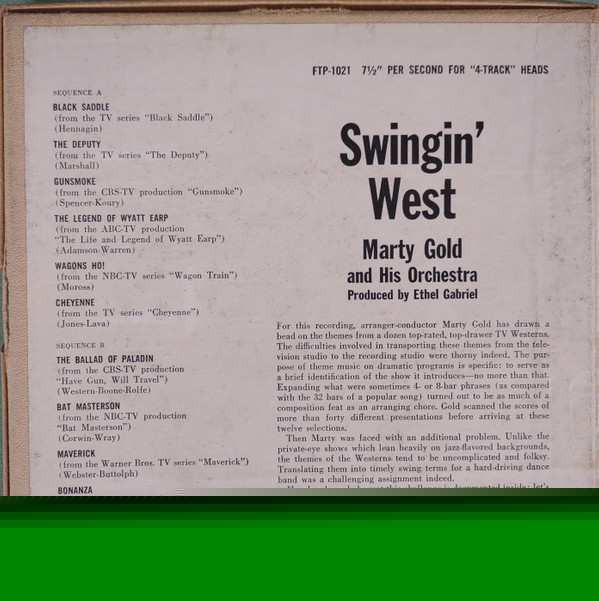 FTP-1021 7½" PER SECOND FOR "4-TRACK" HEADS
SEQUENCE A
BLACK SADDLE
(from the TV series "Black Saddle")
(Hennagin)
THE DEPUTY
(from the TV series "The Deputy")
(Marshall)
GUNSMOKE
(from the CBS-TV production "Gunsmoke")
(Spencer-Koury)
THE LEGEND OF WYATT EARP
(from the ABC-TV production
"The Life and Legend of Wyatt Earp")
(Adamson-Warren)
WAGONS HO!
(from the NBC-TV series "Wagon Train")
(Moross)
CHEYENNE
(from the TV series "Cheyenne")
(Jones-Lava)
SEQUENCE B
THE BALLAD OF PALADIN
(from the CBS-TV production
"Have Gun, Will Travel")
(Western-Boone-Rolfe)
BAT MASTERSON
(from the NBC-TV production
"Bat Masterson")
(Corwin-Wray)
MAVERICK
(from the Warner Bros. TV series "Maverick")
(Webster-Buttolph)
BONANZA
Swingin'
West
Marty Gold
and His Orchestra
Produced by Ethel Gabriel
For this recording, arranger-conductor Marty Gold has drawn a
bead on the themes from a dozen top-rated, top-drawer TV Westerns.
The difficulties involved in transporting these themes from the tele-
vision studio to the recording studio were thorny indeed. The pur-
pose of theme music on dramatic programs is specific: to serve as
a brief identification of the show it introduces—no more than that.
Expanding what were sometimes 4- or 8-bar phrases (as compared
with the 32 bars of a popular song) turned out to be as much of a
composition feat as an arranging chore. Gold scanned the scores of
more than forty different presentations before arriving at these
twelve selections.
Then Marty was faced with an additional problem. Unlike the
private-eye shows which lean heavily on jazz-flavored backgrounds,
the themes of the Westerns tend to be uncomplicated and folksy.
Translating them into timely swing terms for a hard-driving dance
band was a challenging assignment indeed.